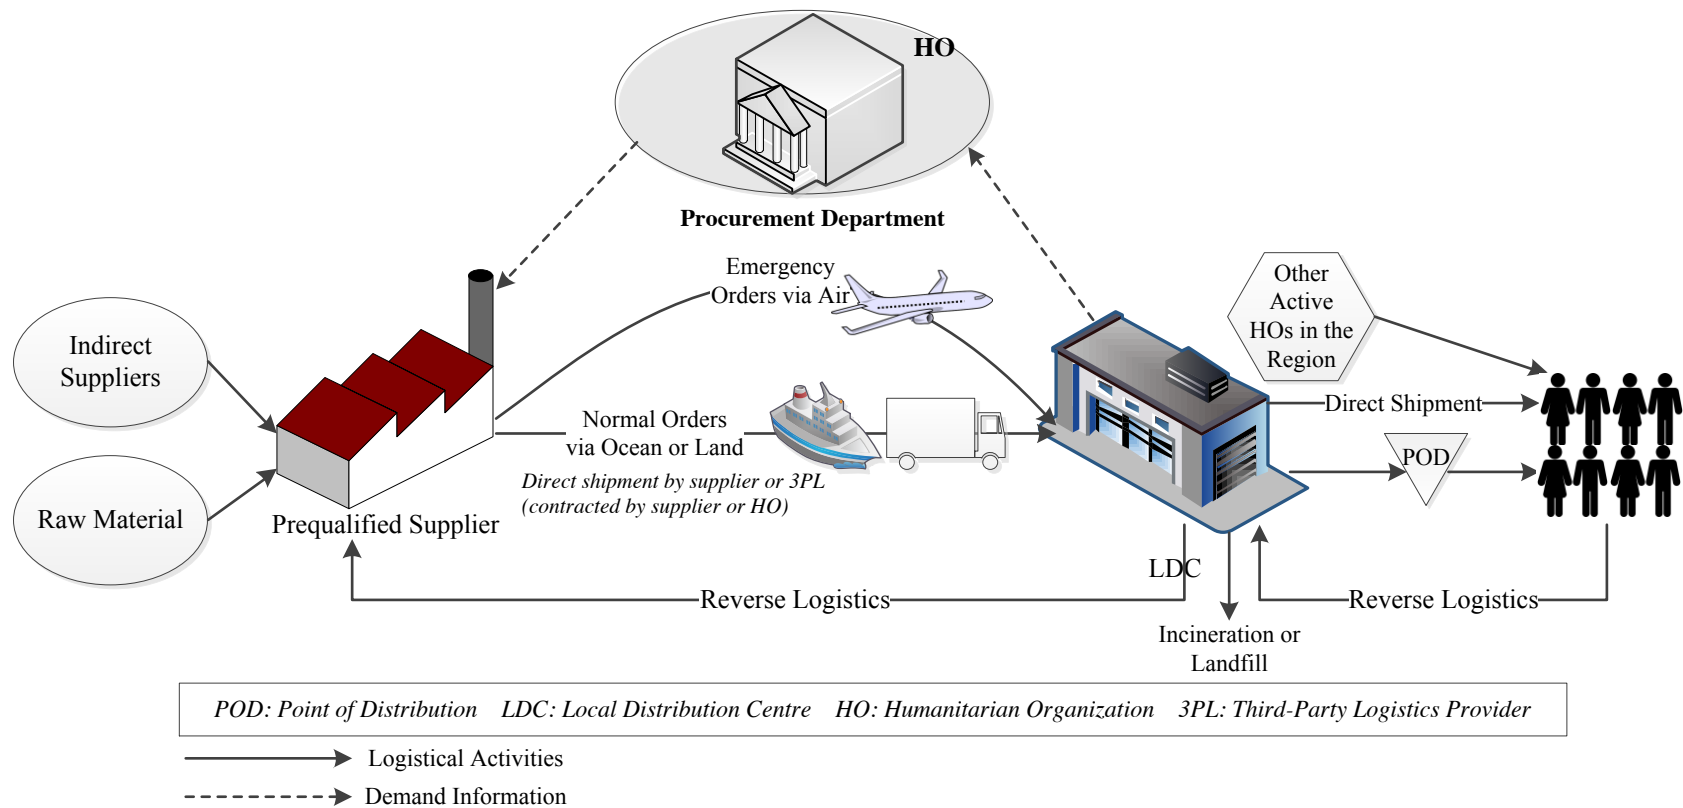 HO
Procurement Department
Emergency
Orders via Air
Other
Active
HOs in the
Region
Indirect
Suppliers
Direct Shipment
Normal Orders
via Ocean or Land
POD
Direct shipment by supplier or 3PL
(contracted by supplier or HO)
Raw Material
Prequalified Supplier
LDC
Reverse Logistics
Reverse Logistics
Incineration or
Landfill
POD: Point of Distribution LDC: Local Distribution Centre HO: Humanitarian Organization 3PL: Third-Party Logistics Provider
Logistical Activities
Demand Information